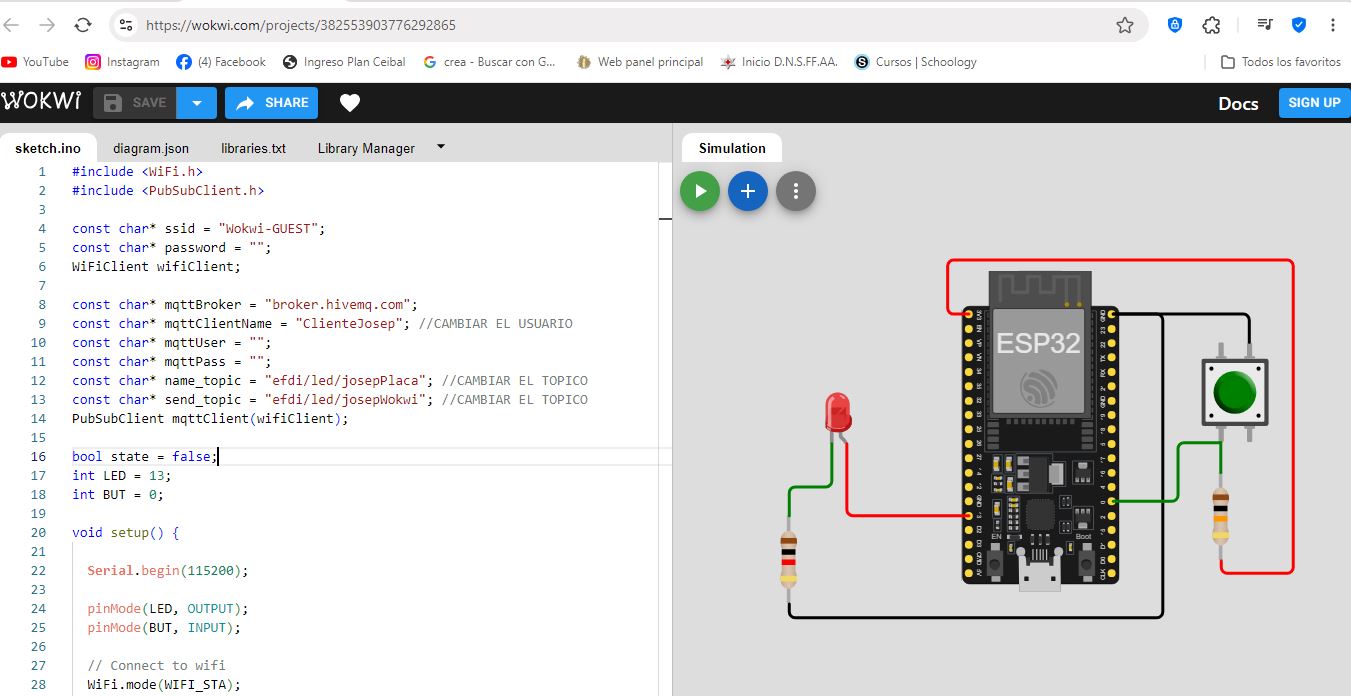 https://wokwi.com/projects/382553903776292865
YouTube Instagram (4) Facebook Ingreso Plan Ceibal crea - Buscar con G... Web panel principal Inicio D.N.S.FF.AA. Cursos | Schoology Todos los favoritos
WOKWI SAVE SHARE Docs SIGN UP
sketch.ino diagram.json libraries.txt Library Manager
1 #include <WiFi.h>
2 #include <PubSubClient.h>
3
4 const char* ssid = "Wokwi-GUEST";
5 const char* password = "";
6 WiFiClient wifiClient;
7
8 const char* mqttBroker = "broker.hivemq.com";
9 const char* mqttClientName = "ClienteJosep"; //CAMBIAR EL USUARIO
10 const char* mqttUser = "";
11 const char* mqttPass = "";
12 const char* name_topic = "efdi/led/josepPlaca"; //CAMBIAR EL TOPICO
13 const char* send_topic = "efdi/led/josepWokwi"; //CAMBIAR EL TOPICO
14 PubSubClient mqttClient(wifiClient);
15
16 bool state = false;
17 int LED = 13;
18 int BUT = 0;
19
20 void setup() {
21
22 Serial.begin(115200);
23
24 pinMode(LED, OUTPUT);
25 pinMode(BUT, INPUT);
26
27 // Connect to wifi
28 WiFi.mode(WIFI_STA);
Simulation
ESP32
EN Boot